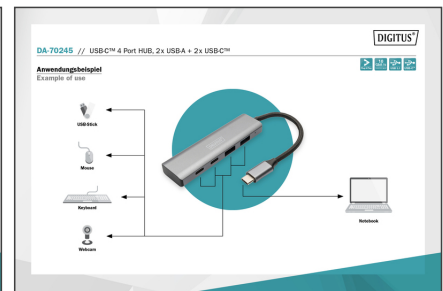 DIGITUS®
DA-70245 // USB-C™ 4 Port HUB, 2x USB-A + 2x USB-C™
Anwendungsbeispiel
Example of use
USB-Stick
Mouse
Keyboard
Webcam
Notebook